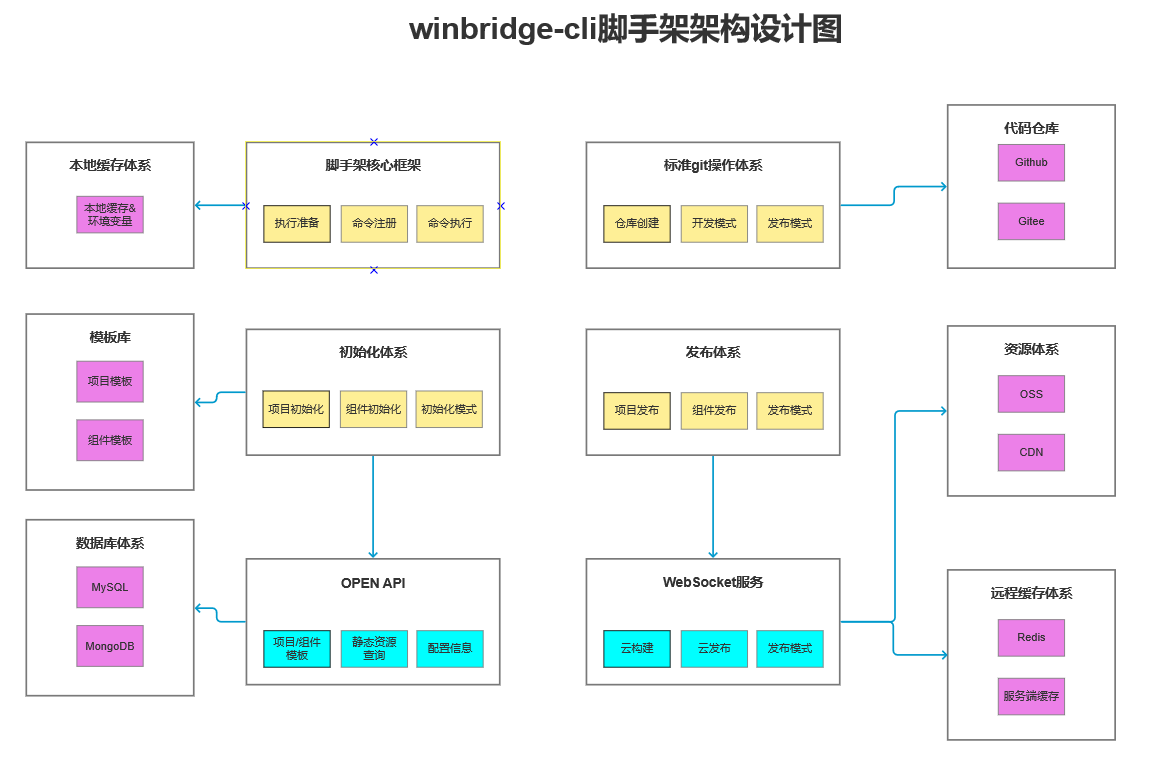 winbridge-cli脚手架架构设计图
本地缓存体系
本地缓存&
环境变量
脚手架核心框架
执行准备
命令注册
命令执行
标准git操作体系
仓库创建
开发模式
发布模式
代码仓库
Github
Gitee
模板库
项目模板
组件模板
初始化体系
项目初始化
组件初始化
初始化模式
发布体系
项目发布
组件发布
发布模式
资源体系
OSS
CDN
数据库体系
MySQL
MongoDB
OPEN API
项目/组件
模板
静态资源
查询
配置信息
WebSocket服务
云构建
云发布
发布模式
远程缓存体系
Redis
服务端缓存